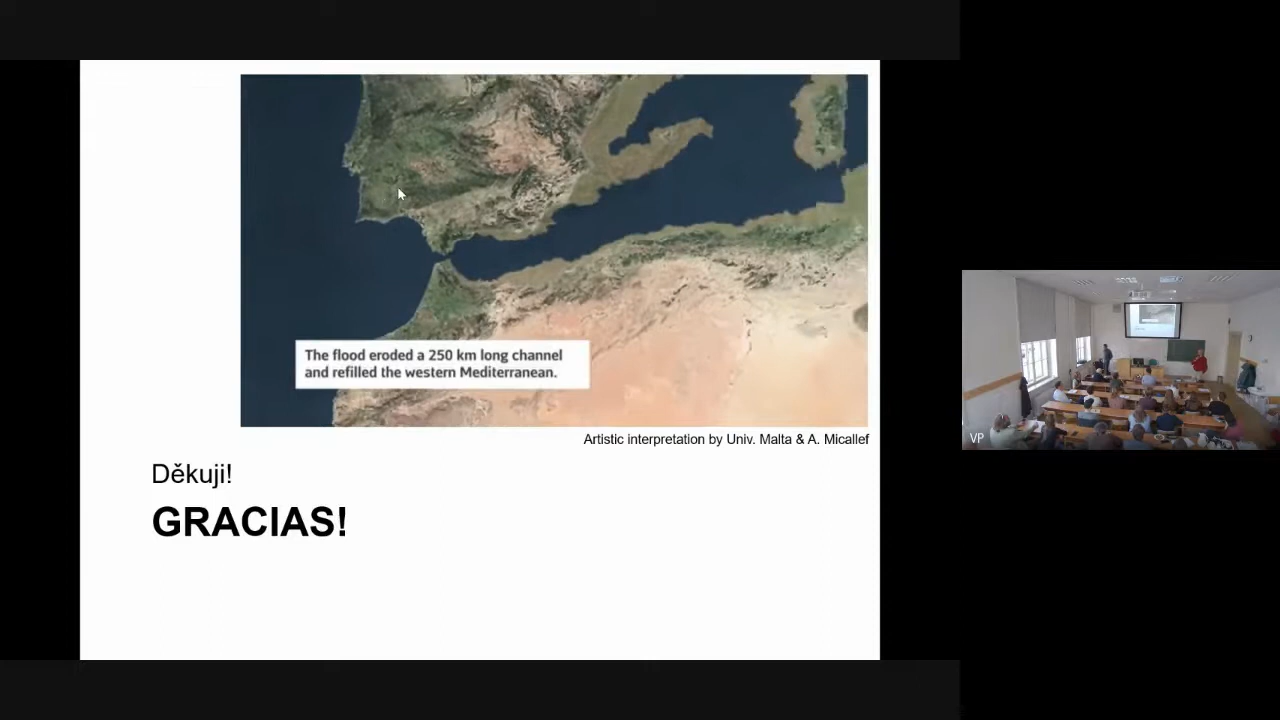 The flood eroded a 250 km long channel
and refilled the western Mediterranean.
Artistic interpretation by Univ. Malta & A. Micallef
Děkuji!
GRACIAS!
VP